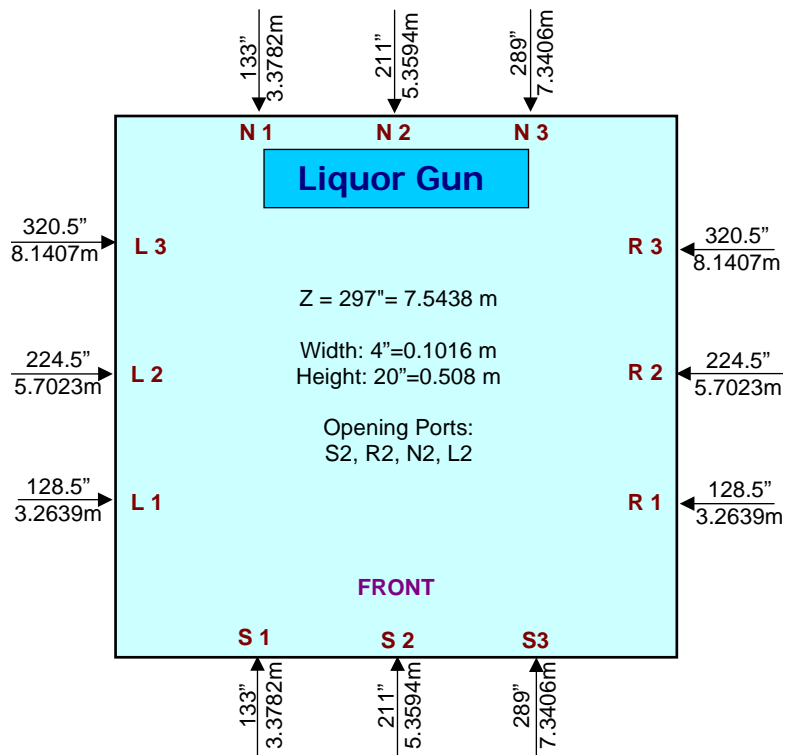 133” 211” 289”
3.3782m 5.3594m 7.3406m
N 1 N 2 N 3
Liquor Gun
320.5” L 3 R 3 320.5”
8.1407m 8.1407m
Z = 297"= 7.5438 m
Width: 4”=0.1016 m
224.5” L 2 R 2 224.5”
5.7023m 5.7023m
Height: 20”=0.508 m
Opening Ports:
S2, R2, N2, L2
128.5” L 1 R 1 128.5”
3.2639m 3.2639m
FRONT
S 1 S 2 S3
133” 211” 289”
3.3782m 5.3594m 7.3406m